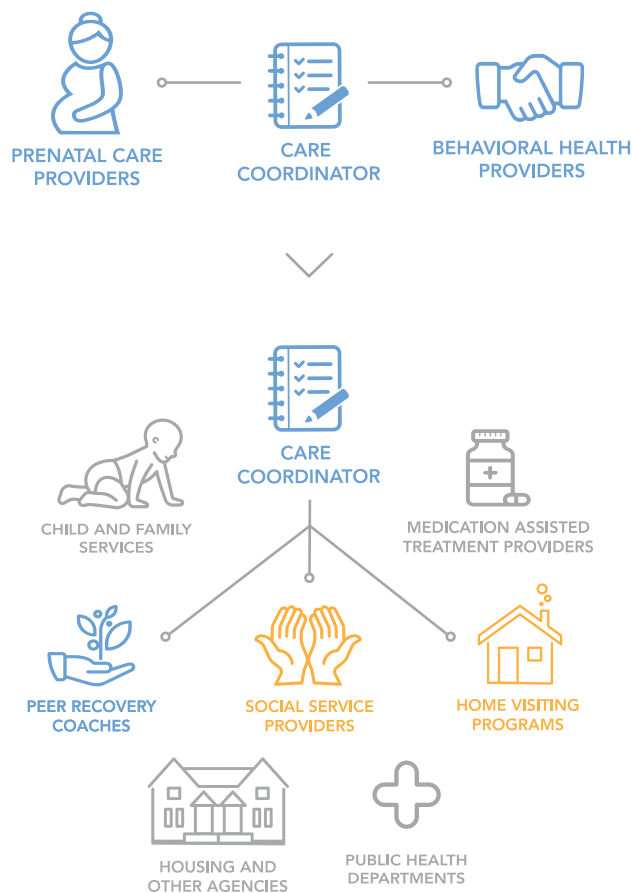 PRENATAL CARE
PROVIDERS
CARE
COORDINATOR
BEHAVIORAL HEALTH
PROVIDERS
CARE
COORDINATOR
CHILD AND FAMILY
SERVICES
MEDICATION ASSISTED
TREATMENT PROVIDERS
PEER RECOVERY
COACHES
SOCIAL SERVICE
PROVIDERS
HOME VISITING
PROGRAMS
HOUSING AND
OTHER AGENCIES
PUBLIC HEALTH
DEPARTMENTS